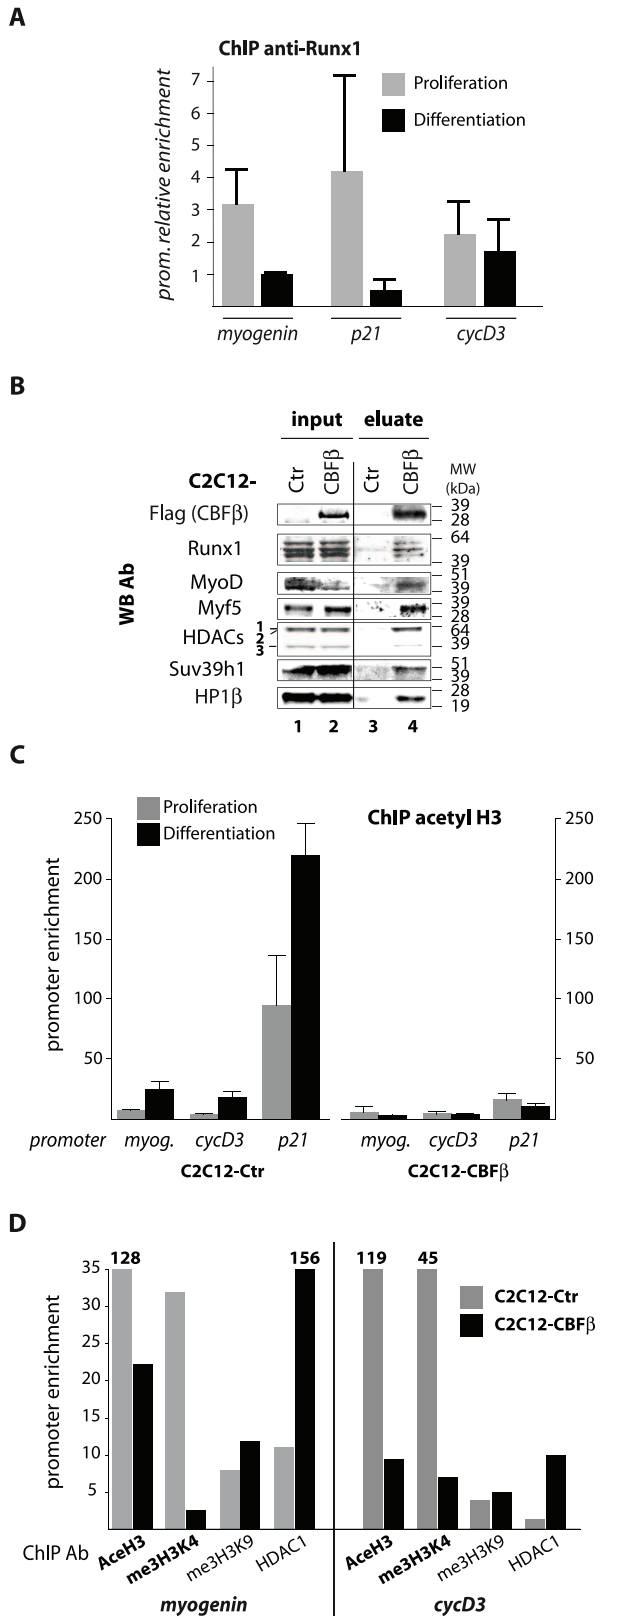 A
ChIP anti-Runx1
prom. relative enrichment
7
6
5
4
3
2
1
Proliferation
Differentiation
myogenin p21 cycD3
B
input eluate
C2C12- Ctr CBFβ Ctr CBFβ MW (kDa)
WB Ab
Flag (CBFβ) 39 28
Runx1 64 39
MyoD 51 39
Myf5 39 28
HDACs 1 2 3 64 39
Suv39h1 51 39
HP1β 28 19
1 2 3 4
C
Proliferation
Differentiation
ChIP acetyl H3
promoter enrichment
250 250
200 200
150 150
100 100
50 50
promoter myog. cycD3 p21 myog. cycD3 p21
C2C12-Ctr C2C12-CBFβ
D
128 156 119 45
promoter enrichment
35
30
25
20
15
10
5
C2C12-Ctr
C2C12-CBFβ
ChIP Ab AceH3 me3H3K4 me3H3K9 HDAC1 AceH3 me3H3K4 me3H3K9 HDAC1
myogenin cycD3